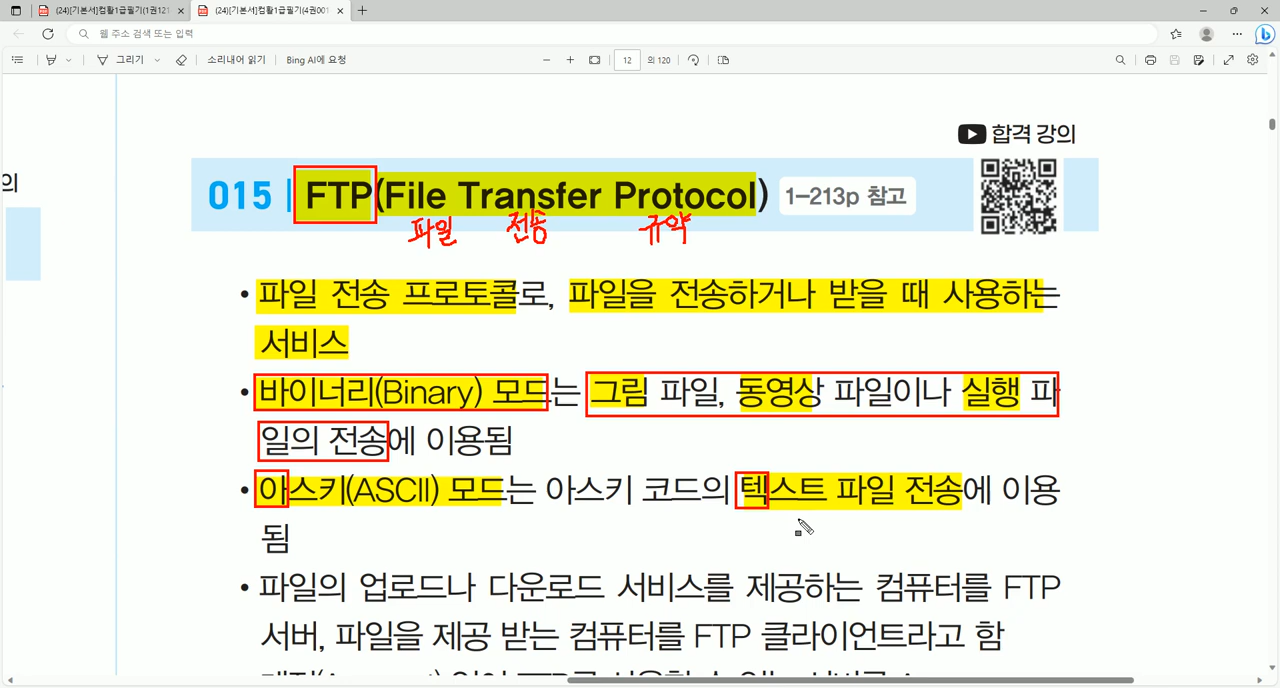 (24)[기본서]컴활1급필기(1권121
(24)[기본서]컴활1급필기(4권001
웹 주소 검색 또는 입력
그리기
소리내어 읽기
Bing AI에 요청
12
의 120
의
합격 강의
015 | FTP(File Transfer Protocol) 1-213p 참고
파일 전송 규약
• 파일 전송 프로토콜로, 파일을 전송하거나 받을 때 사용하는
서비스
• 바이너리(Binary) 모드는 그림 파일, 동영상 파일이나 실행 파
일의 전송에 이용됨
• 아스키(ASCII) 모드는 아스키 코드의 텍스트 파일 전송에 이용
됨
• 파일의 업로드나 다운로드 서비스를 제공하는 컴퓨터를 FTP
서버, 파일을 제공 받는 컴퓨터를 FTP 클라이언트라고 함